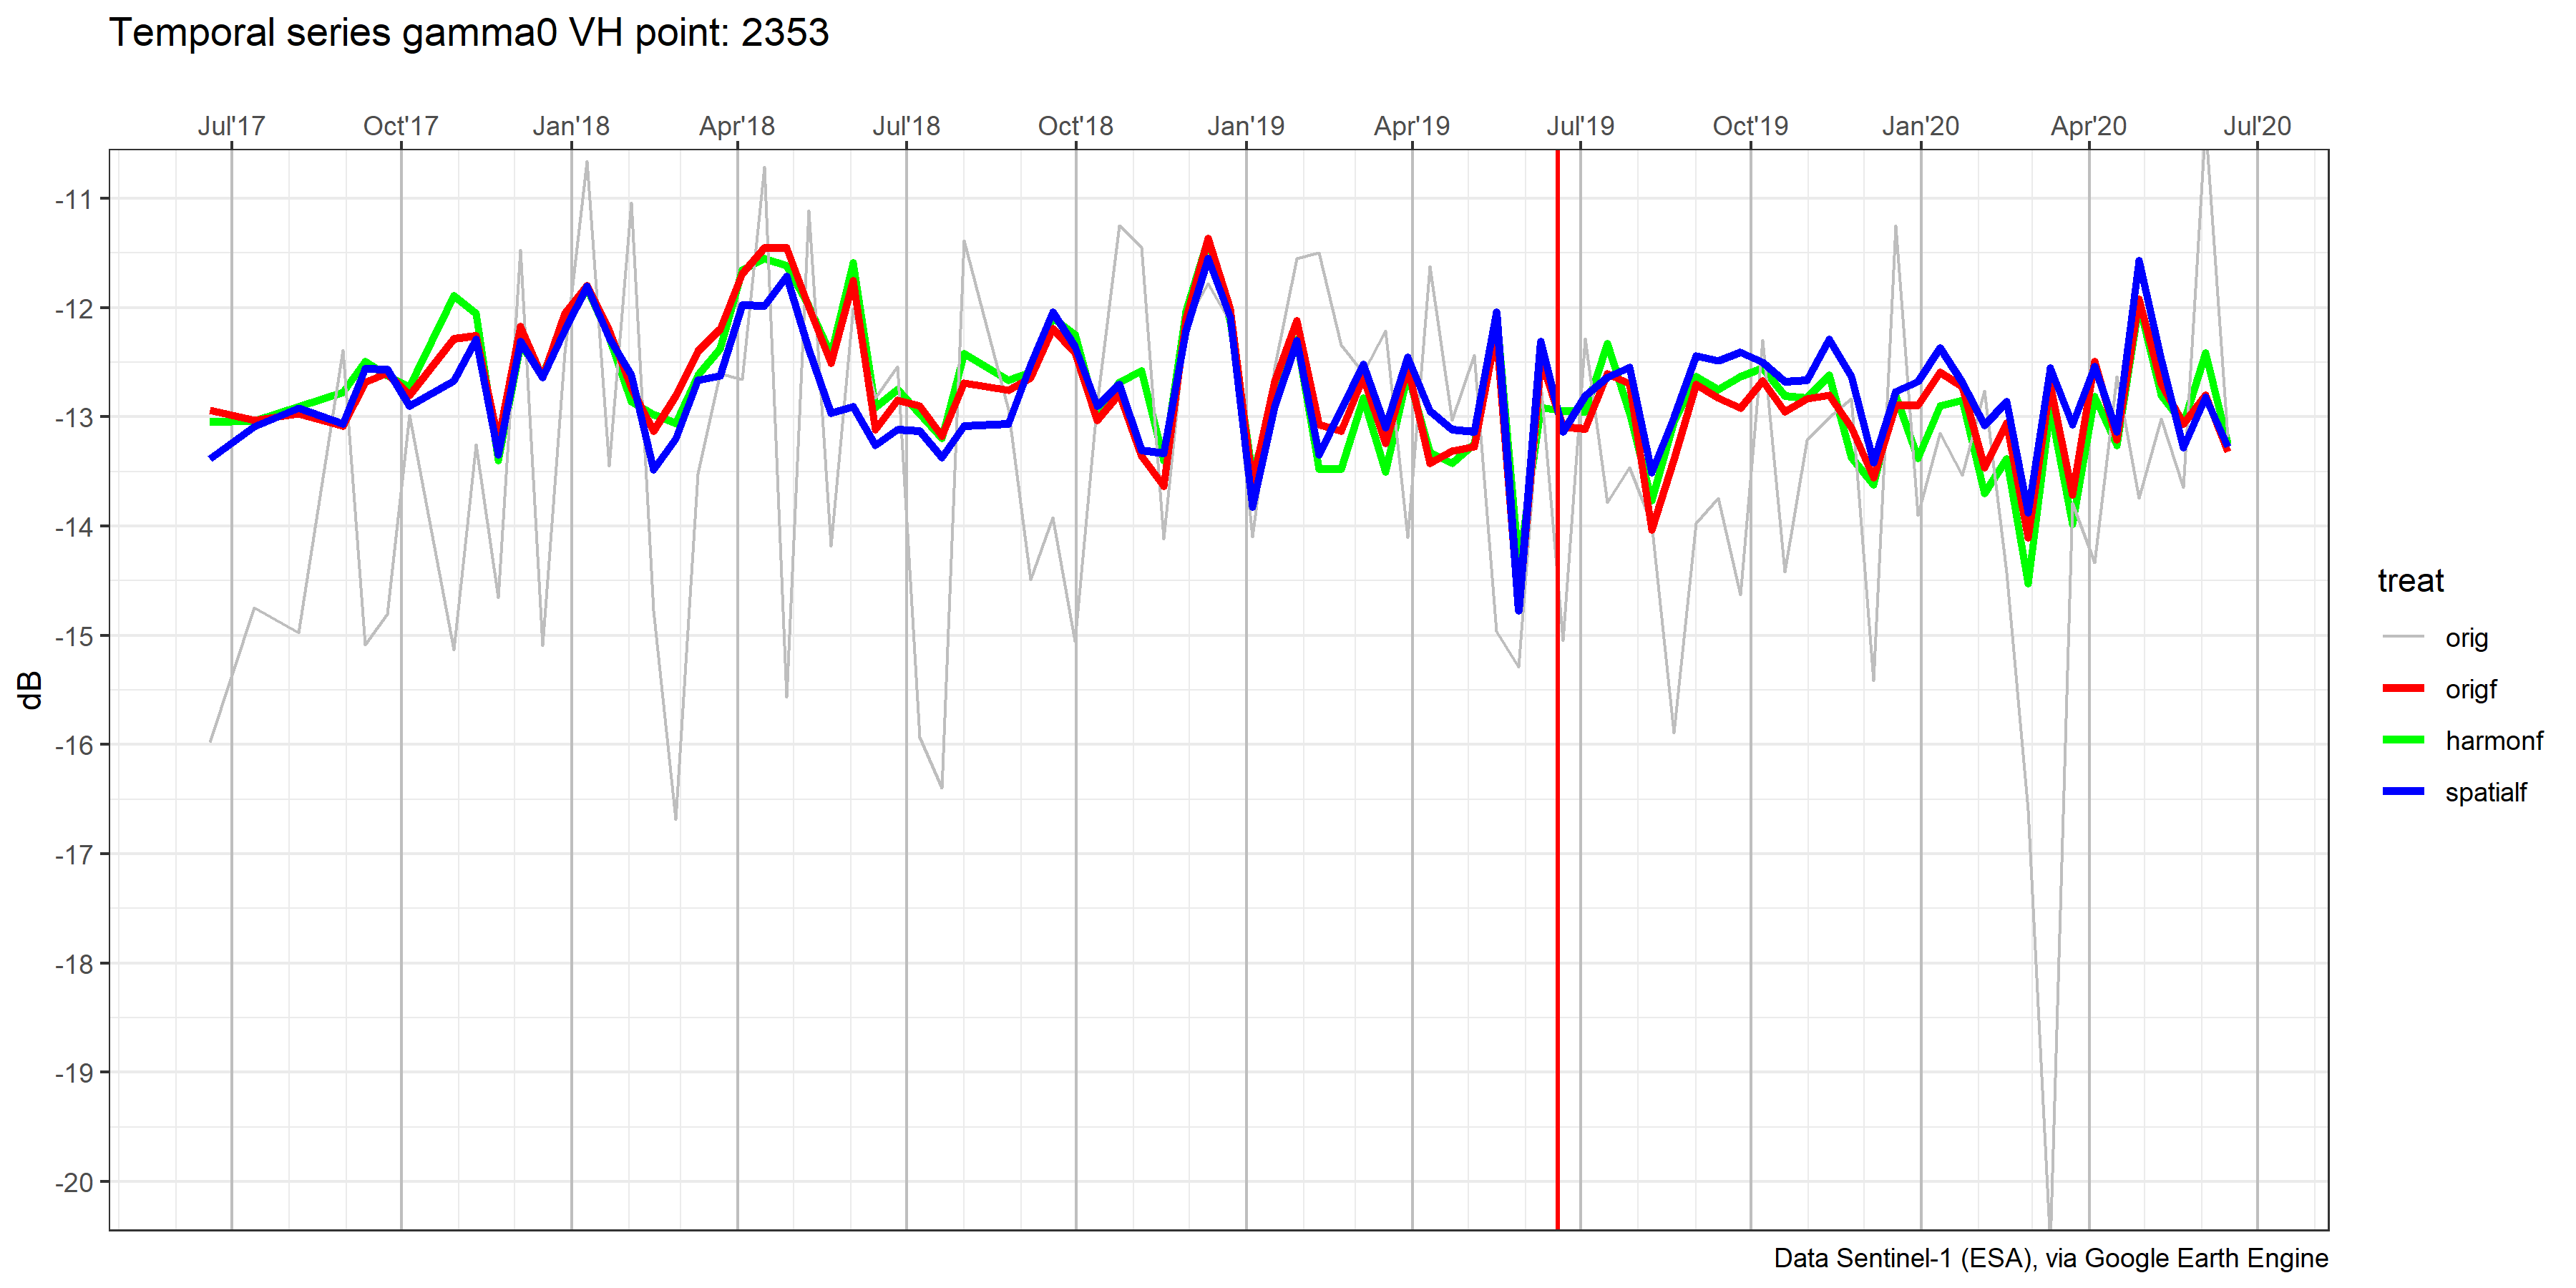 Temporal series gamma0 VH point: 2353
Jul'17 Oct'17 Jan'18 Apr'18 Jul'18 Oct'18 Jan'19 Apr'19 Jul'19 Oct'19 Jan'20 Apr'20 Jul'20
-11
-12
-13
-14
-15
-16
-17
-18
-19
-20
dB
treat
orig
origf
harmonf
spatialf
Data Sentinel-1 (ESA), via Google Earth Engine